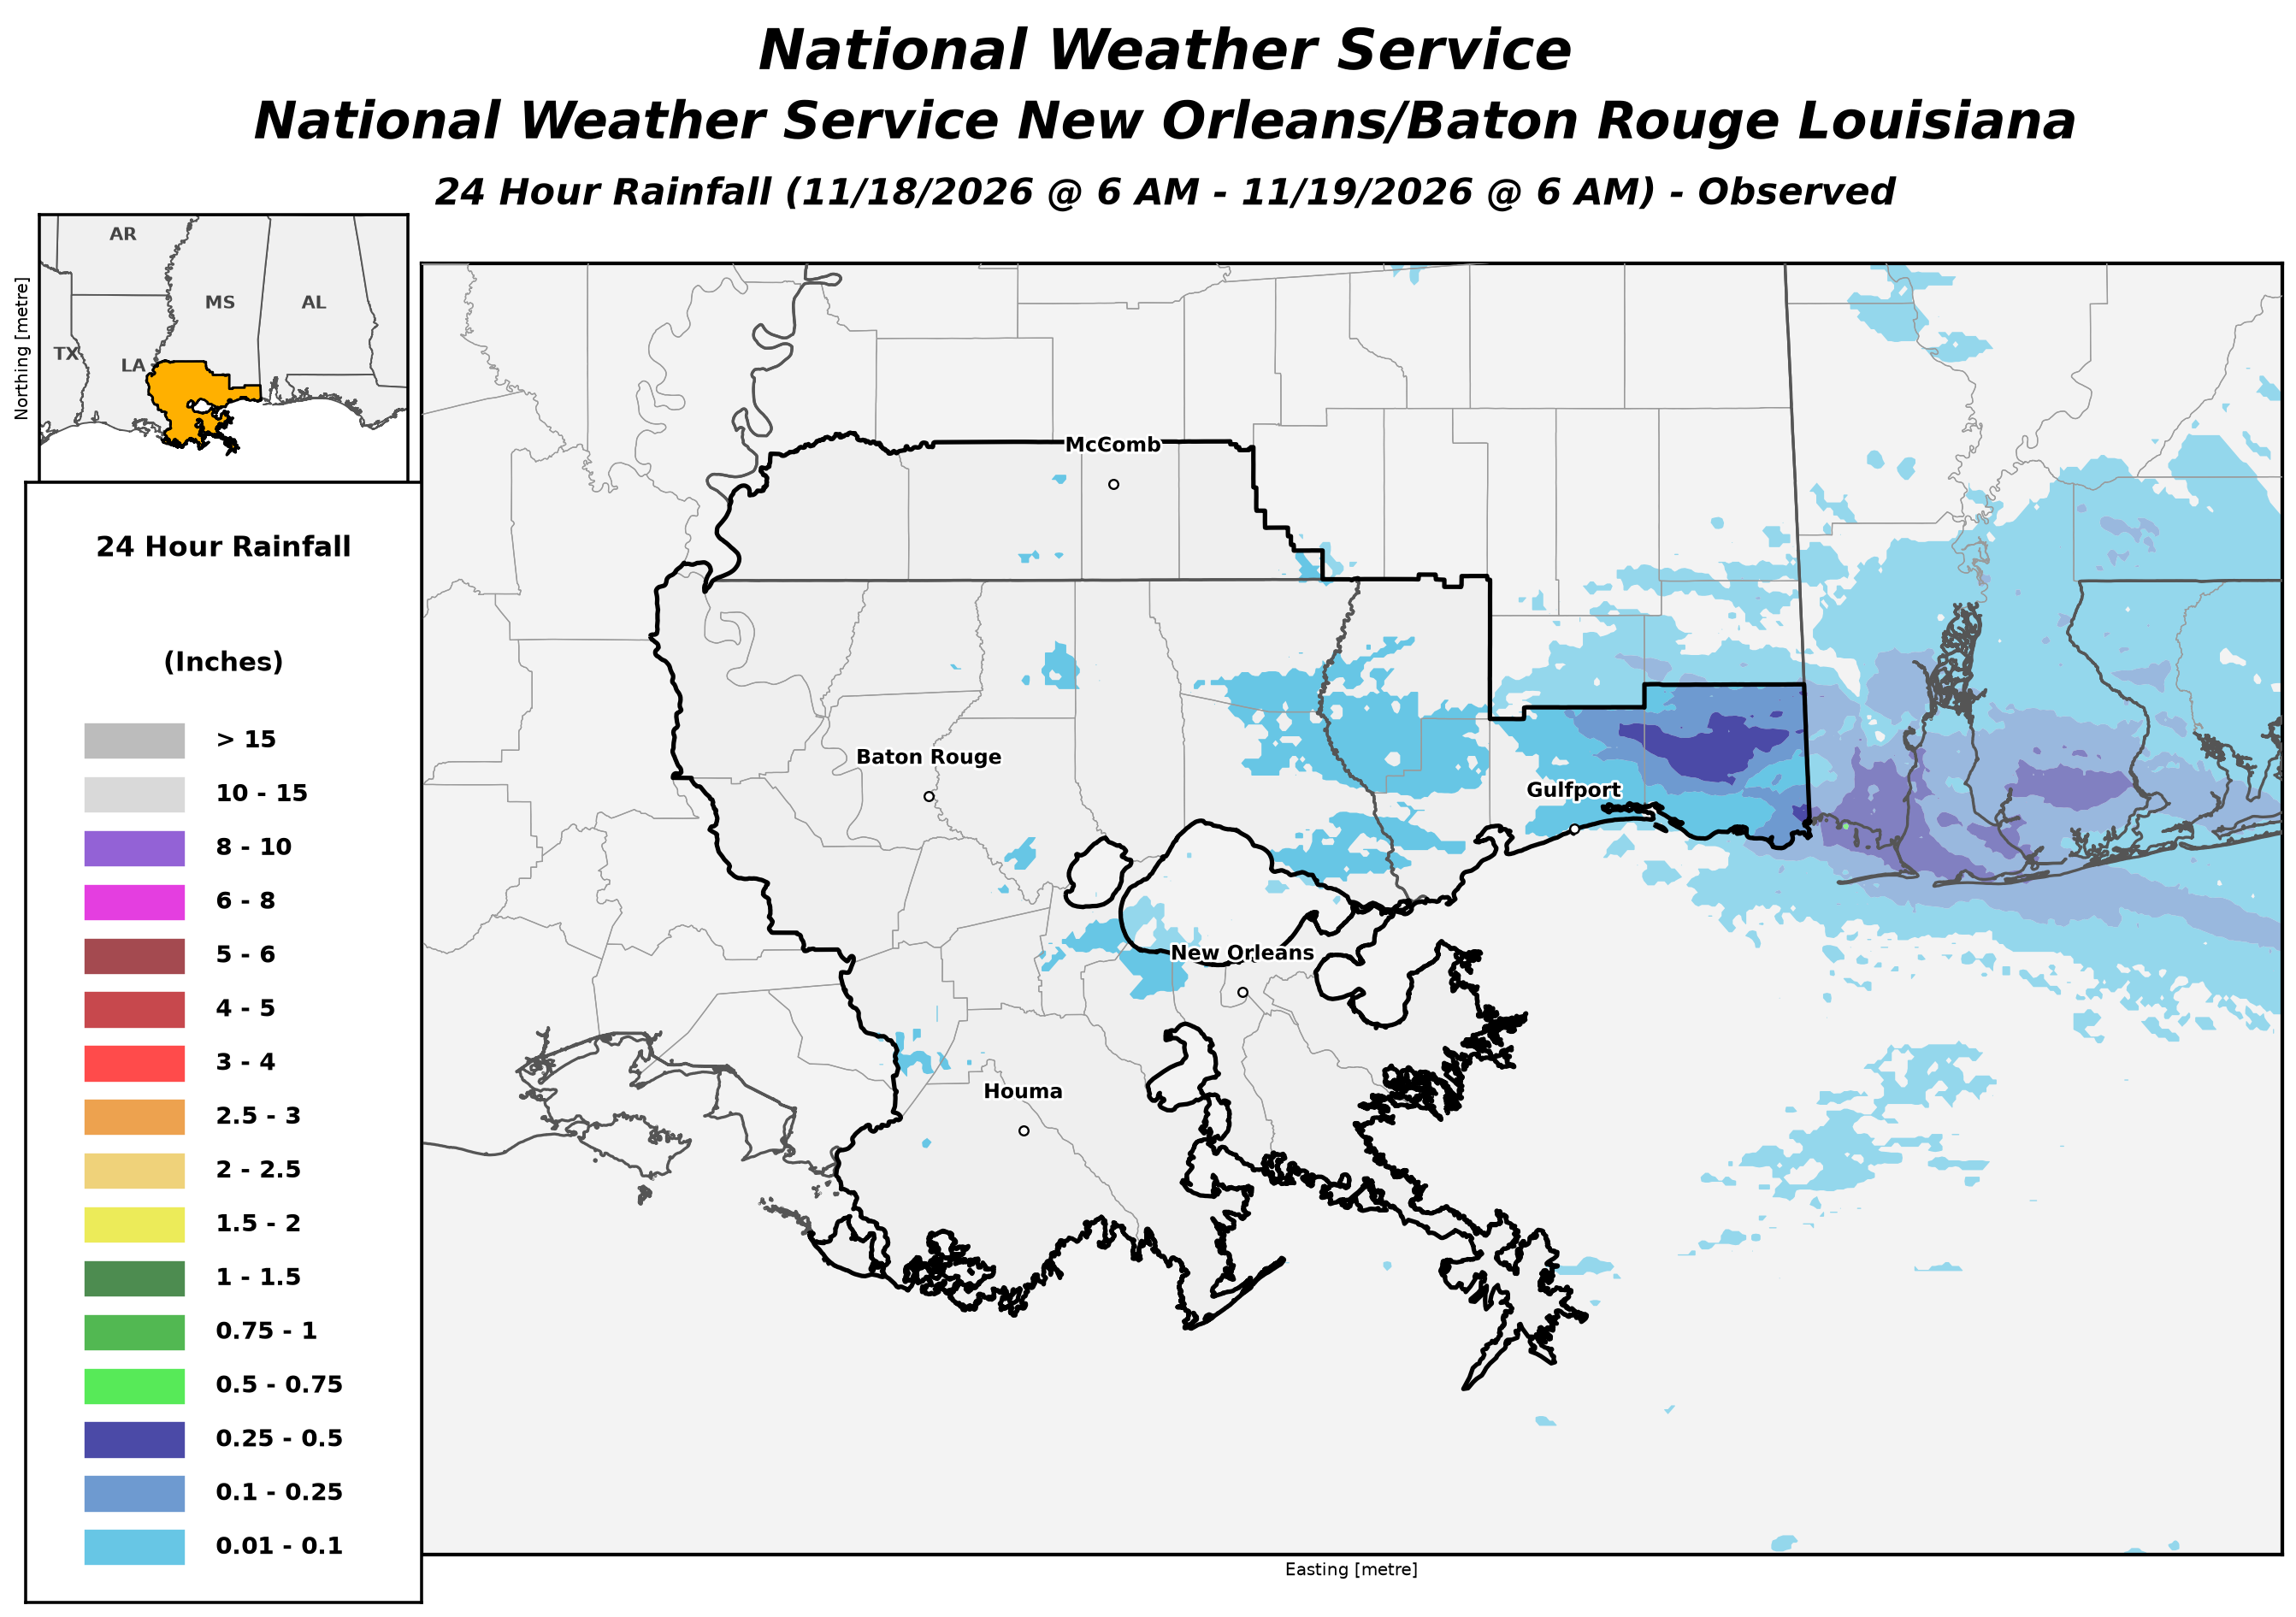 National Weather Service
National Weather Service New Orleans/Baton Rouge Louisiana
24 Hour Rainfall (11/18/2026 @ 6 AM - 11/19/2026 @ 6 AM) - Observed
AR
MS
AL
TX
LA
Northing [metre]
24 Hour Rainfall
(Inches)
> 15
10 - 15
8 - 10
6 - 8
5 - 6
4 - 5
3 - 4
2.5 - 3
2 - 2.5
1.5 - 2
1 - 1.5
0.75 - 1
0.5 - 0.75
0.25 - 0.5
0.1 - 0.25
0.01 - 0.1
McComb
Baton Rouge
Gulfport
New Orleans
Houma
Easting [metre]